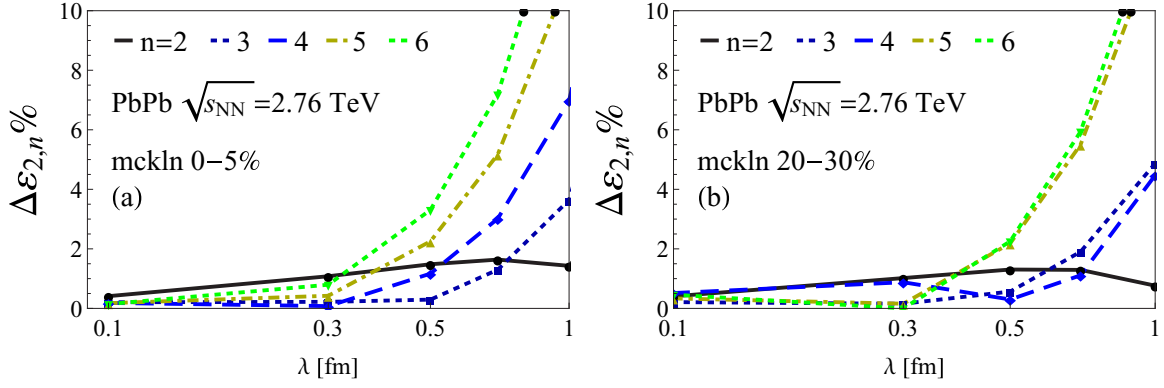 Δε₂,ₙ%
10
8
6
4
2
0
n=2 3 4 5 6
PbPb √sNN =2.76 TeV
mckln 0−5%
(a)
0.1 0.3 0.5 1
λ [fm]
Δε₂,ₙ%
10
8
6
4
2
0
n=2 3 4 5 6
PbPb √sNN =2.76 TeV
mckln 20−30%
(b)
0.1 0.3 0.5 1
λ [fm]